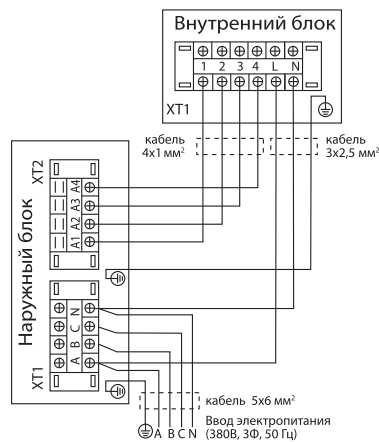 Внутренний блок
1 2 3 4 L N
XT1
кабель
4x1 мм²
кабель
3x2,5 мм²
Наружный блок
XT2
A4
A3
A2
A1
XT1
N
C
B
A
кабель 5x6 мм²
A B C N
Ввод электропитания
(380В, 3Ф, 50 Гц)